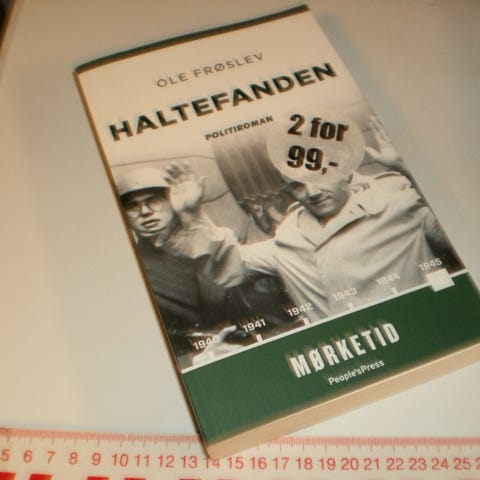 OLE FRØSLEV
HALTEFANDEN
POLITIROMAN
2 for
99,-
1940 1941 1942 1943 1944 1945
MØRKETID
People'sPress
5 6 7 8 9 10 11 12 13 14 15 16 17 18 19 20 21 22 23 24 25